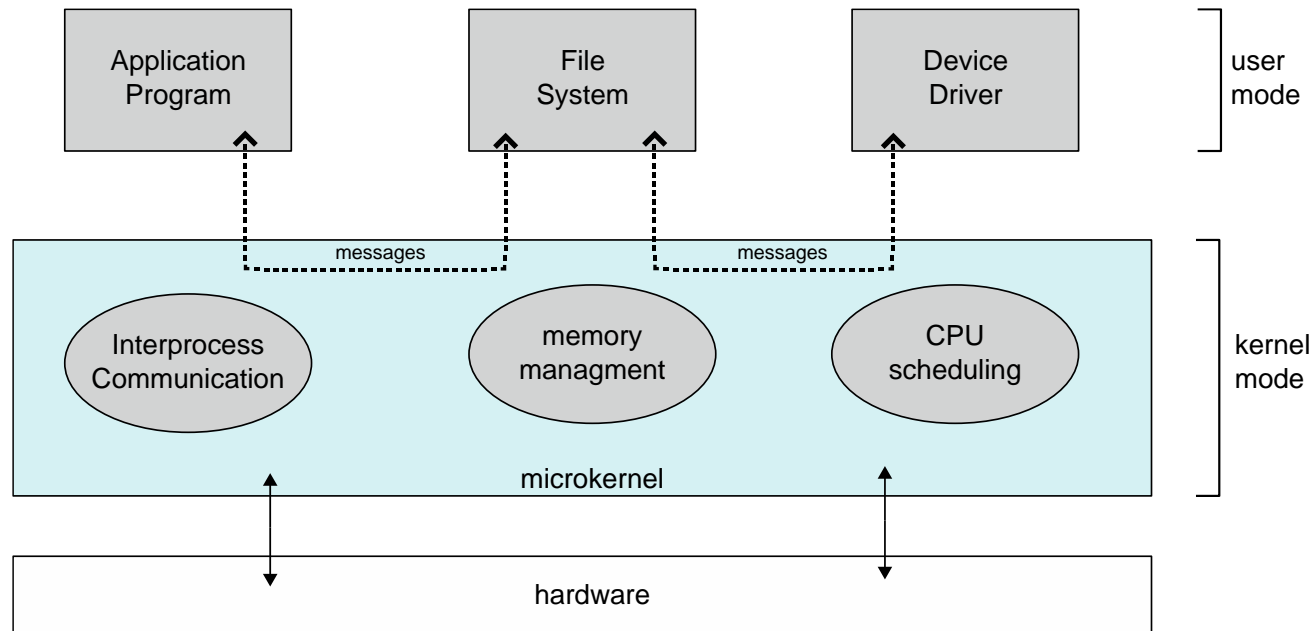 Application
Program
File
System
Device
Driver
user
mode
messages
messages
Interprocess
Communication
memory
managment
CPU
scheduling
kernel
mode
microkernel
hardware